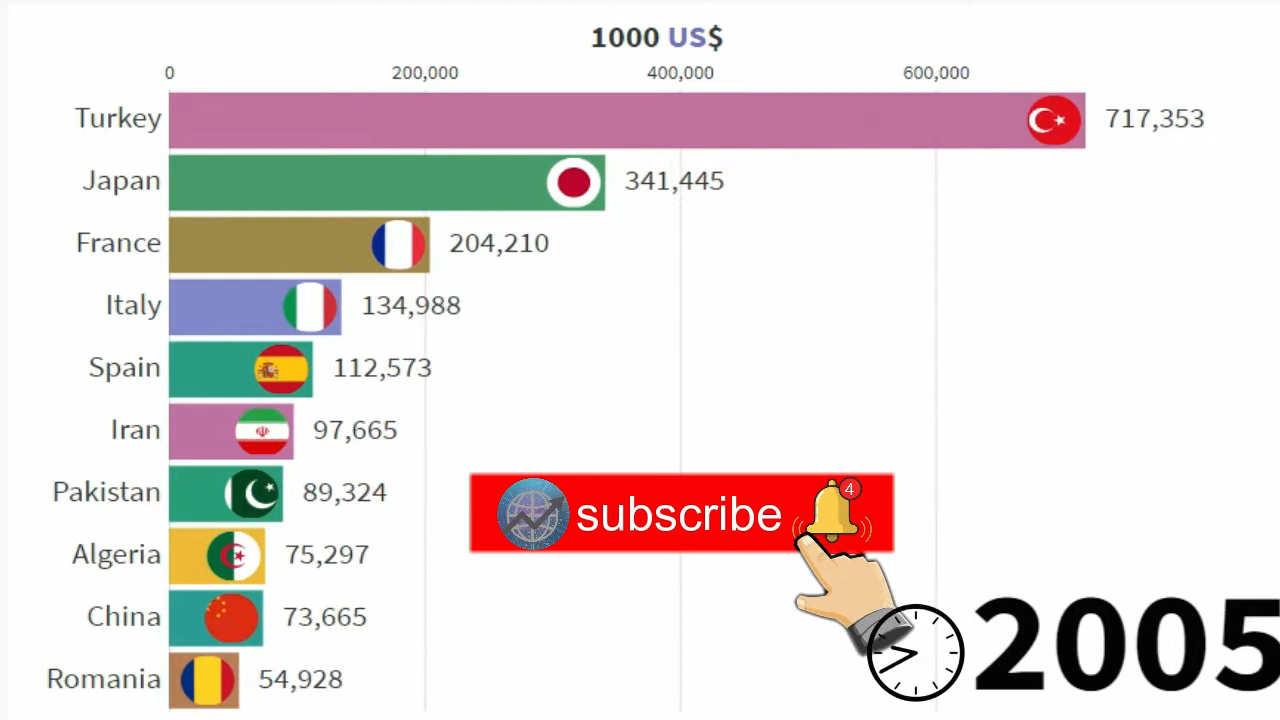 1000 US$
0 200,000 400,000 600,000
Turkey 717,353
Japan 341,445
France 204,210
Italy 134,988
Spain 112,573
Iran 97,665
Pakistan 89,324
4
subscribe
Algeria 75,297
China 73,665
Romania 54,928
2005